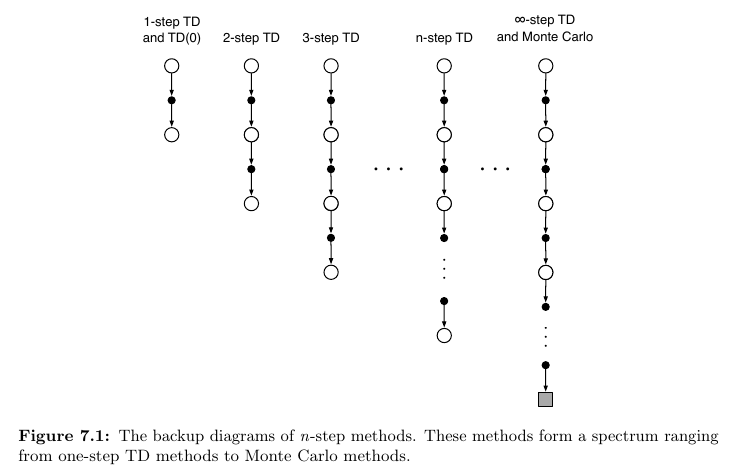 1-step TD
and TD(0)
2-step TD
3-step TD
n-step TD
∞-step TD
and Monte Carlo
Figure 7.1: The backup diagrams of n-step methods. These methods form a spectrum ranging
from one-step TD methods to Monte Carlo methods.